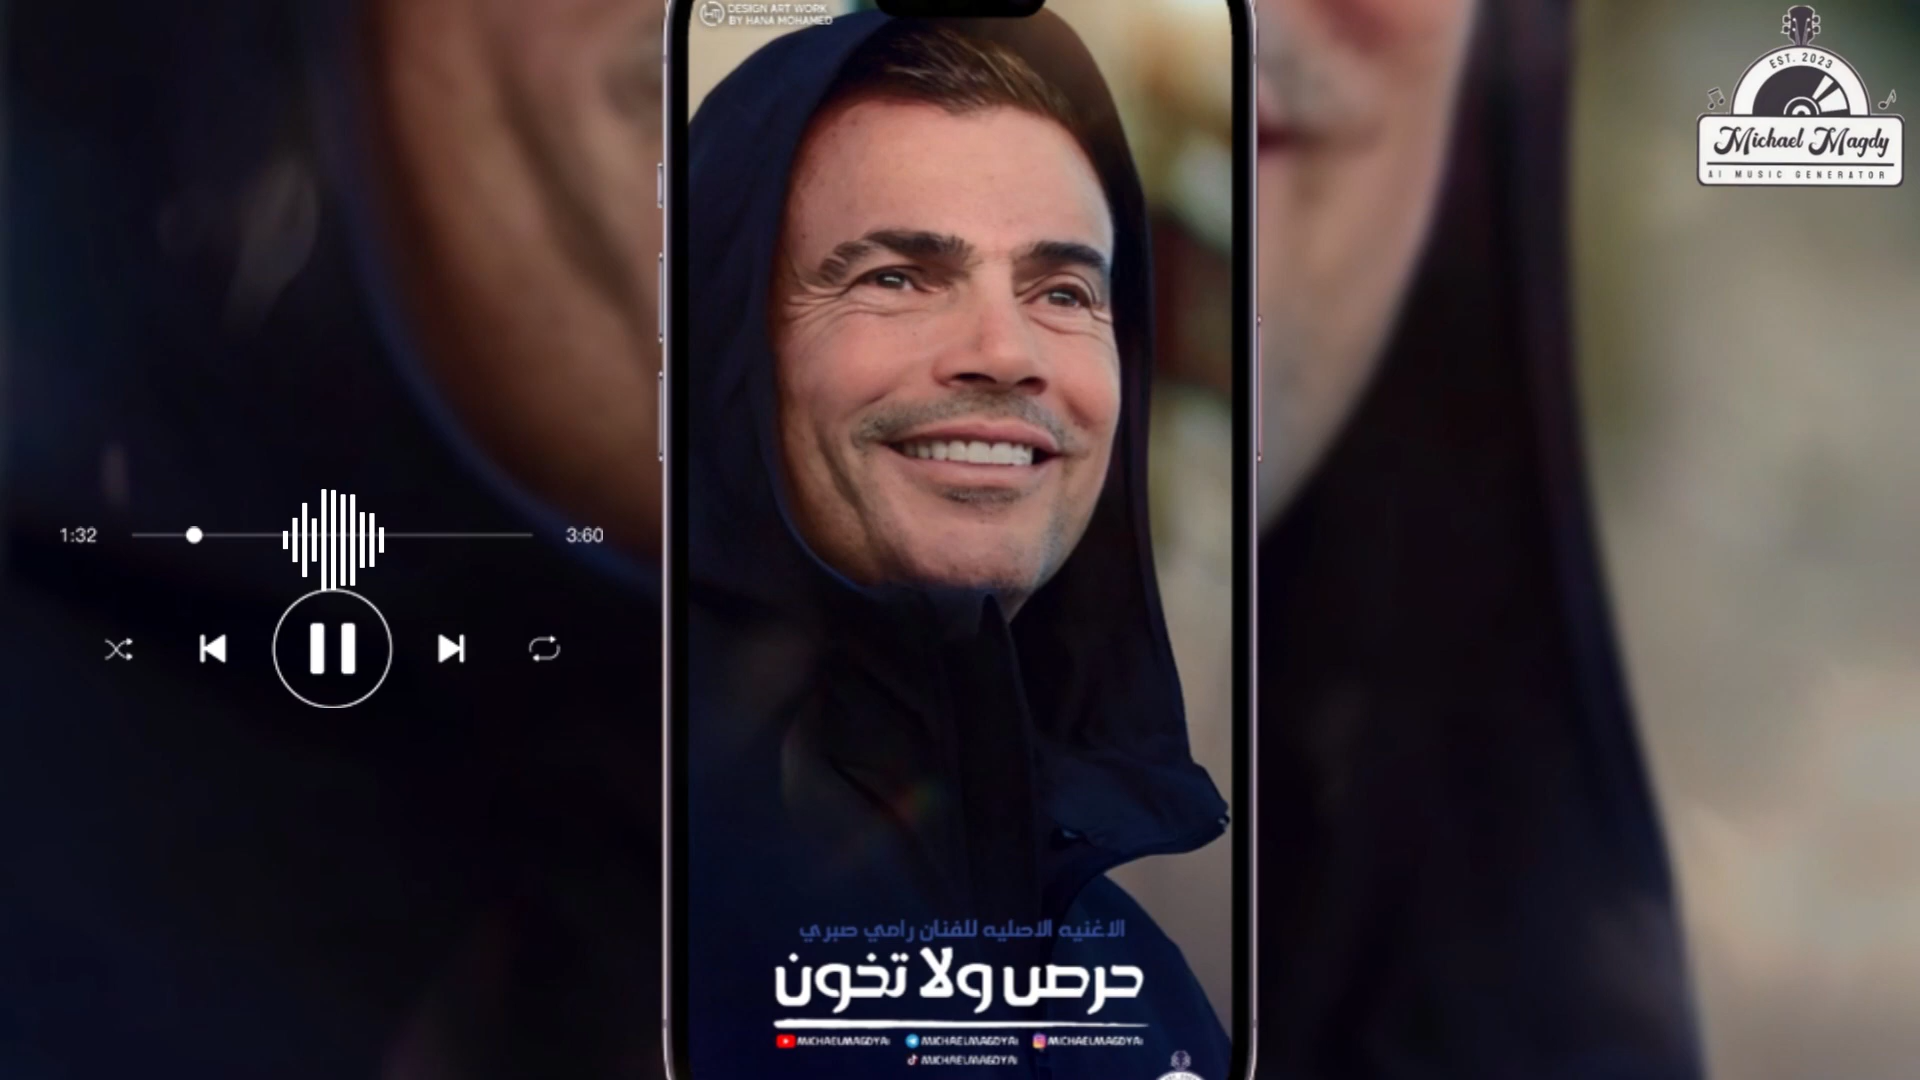 DESIGN ART WORK
BY HANA MOHAMED
EST. 2023
Michael Magdy
AI MUSIC GENERATOR
1:32
3:60
الاغنيه الاصليه للفنان رامي صبري
حرص ولا تخون
MICHAELMAGDYAI MICHAELMAGDYAI MICHAELMAGDYAI
MICHAELMAGDYAI